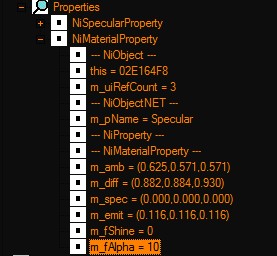 Properties
NiSpecularProperty
NiMaterialProperty
--- NiObject ---
this = 02E164F8
m_uiRefCount = 3
--- NiObjectNET ---
m_pName = Specular
--- NiProperty ---
--- NiMaterialProperty ---
m_amb = (0.625,0.571,0.571)
m_diff = (0.882,0.884,0.930)
m_spec = (0.000,0.000,0.000)
m_emit = (0.116,0.116,0.116)
m_fShine = 0
m_fAlpha = 10